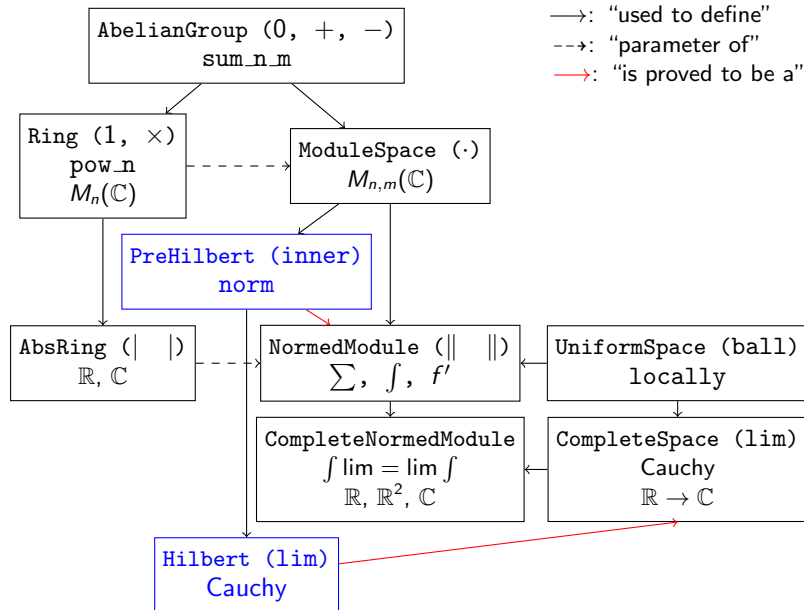 AbelianGroup (0, +, −)
sum_n_m
⟶: “used to define”
⇢: “parameter of”
⟶: “is proved to be a”
Ring (1, ×)
pow_n
Mn(ℂ)
ModuleSpace (·)
Mn,m(ℂ)
PreHilbert (inner)
norm
AbsRing (| |)
ℝ, ℂ
NormedModule (‖ ‖)
∑, ∫, f′
UniformSpace (ball)
locally
CompleteNormedModule
∫ lim = lim ∫
ℝ, ℝ², ℂ
CompleteSpace (lim)
Cauchy
ℝ → ℂ
Hilbert (lim)
Cauchy